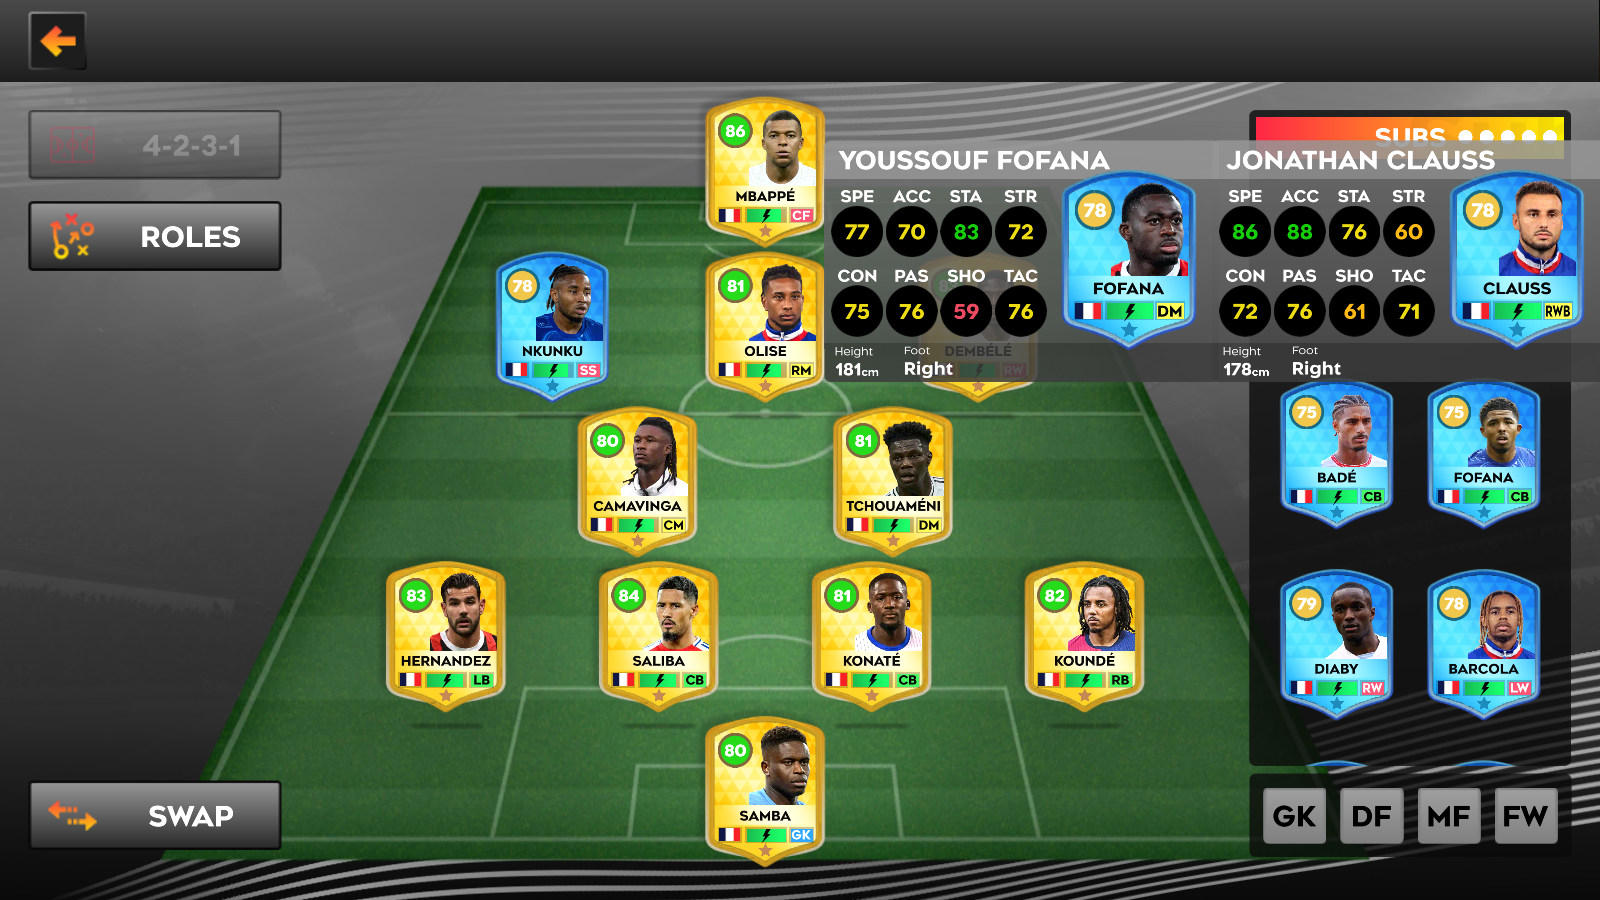 4-2-3-1
ROLES
SWAP
86
MBAPPÉ
CF
78
NKUNKU
SS
81
OLISE
RM
DEMBÉLÉ
RW
80
CAMAVINGA
CM
81
TCHOUAMÉNI
DM
83
HERNANDEZ
LB
84
SALIBA
CB
81
KONATÉ
CB
82
KOUNDÉ
RB
80
SAMBA
GK
SUBS
YOUSSOUF FOFANA
SPE ACC STA STR
77 70 83 72
CON PAS SHO TAC
75 76 59 76
Height Foot
181cm Right
78
FOFANA
DM
JONATHAN CLAUSS
SPE ACC STA STR
86 88 76 60
CON PAS SHO TAC
72 76 61 71
Height Foot
178cm Right
78
CLAUSS
RWB
75
BADÉ
CB
75
FOFANA
CB
79
DIABY
RW
78
BARCOLA
LW
GK DF MF FW